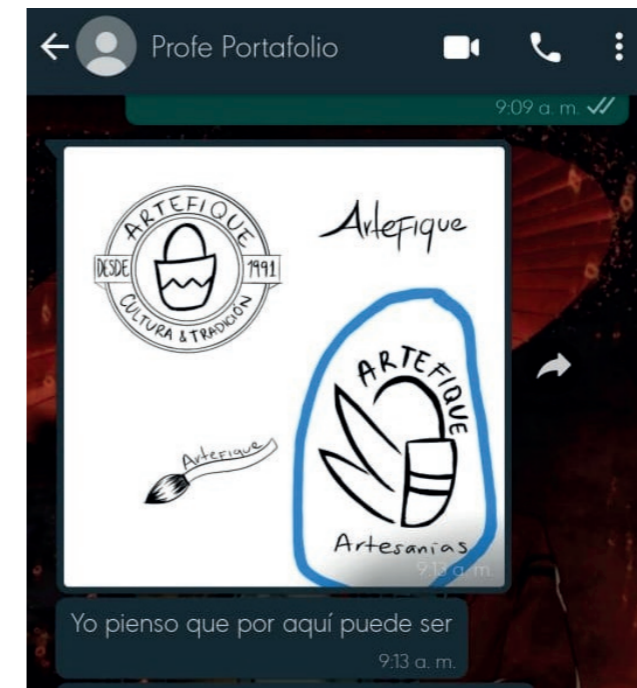 Profe Portafolio
9:09 a. m.
ARTEFIQUE
DESDE 1991
CULTURA & TRADICIÓN
Artefique
Artefique
ARTEFIQUE
Artesanías
9:13 a. m.
Yo pienso que por aquí puede ser
9:13 a. m.